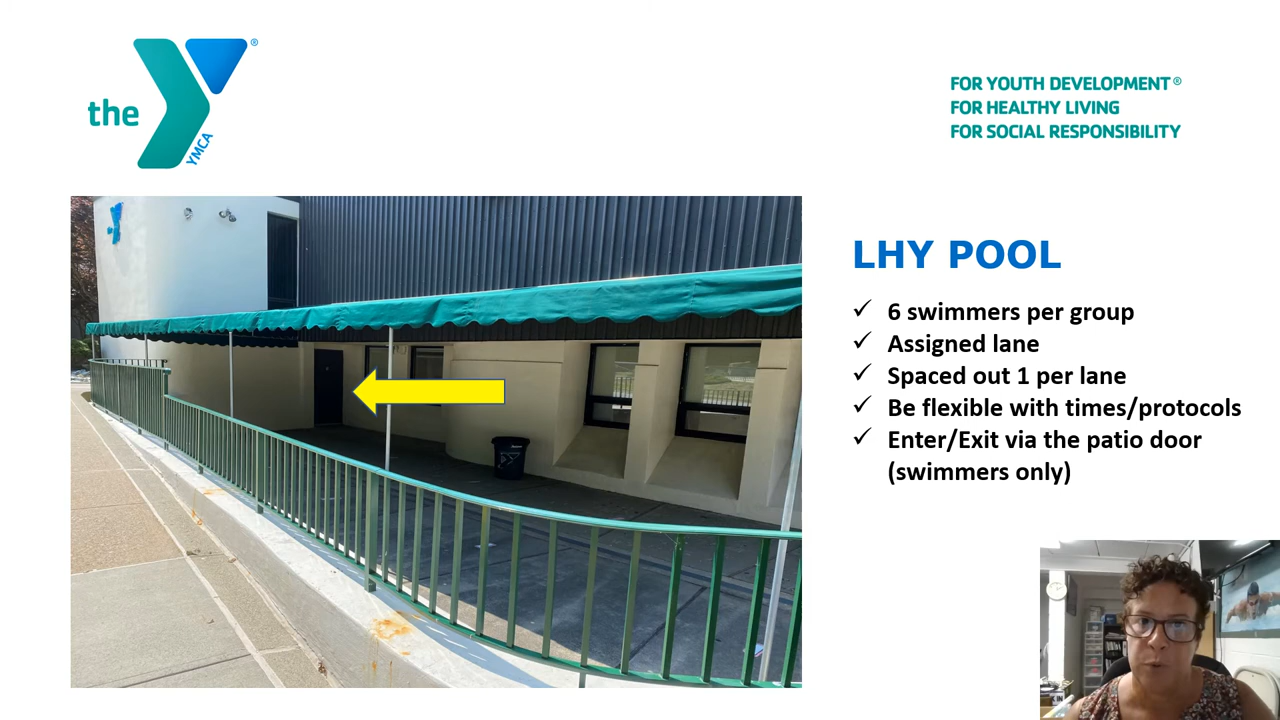 the
YMCA
®
FOR YOUTH DEVELOPMENT®
FOR HEALTHY LIVING
FOR SOCIAL RESPONSIBILITY
LHY POOL
✓ 6 swimmers per group
✓ Assigned lane
✓ Spaced out 1 per lane
✓ Be flexible with times/protocols
✓ Enter/Exit via the patio door
(swimmers only)